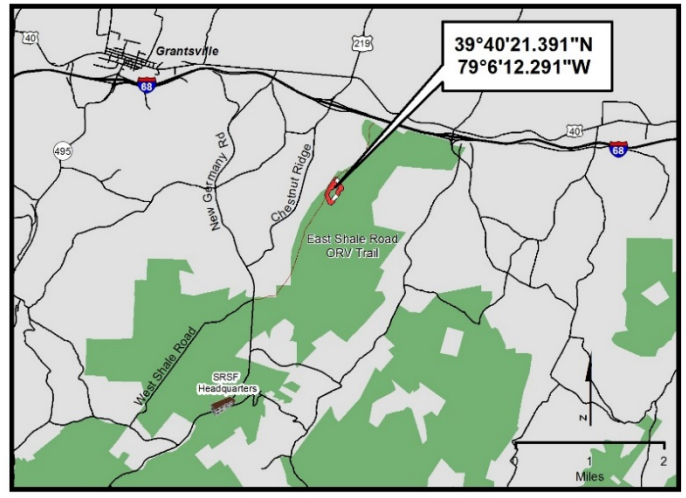 40
Grantsville
219
39°40'21.391"N
79°6'12.291"W
68
40
68
495
New Germany Rd
Chestnut Ridge
East Shale Road
ORV Trail
West Shale Road
SRSF
Headquarters
N
0 1 2
Miles